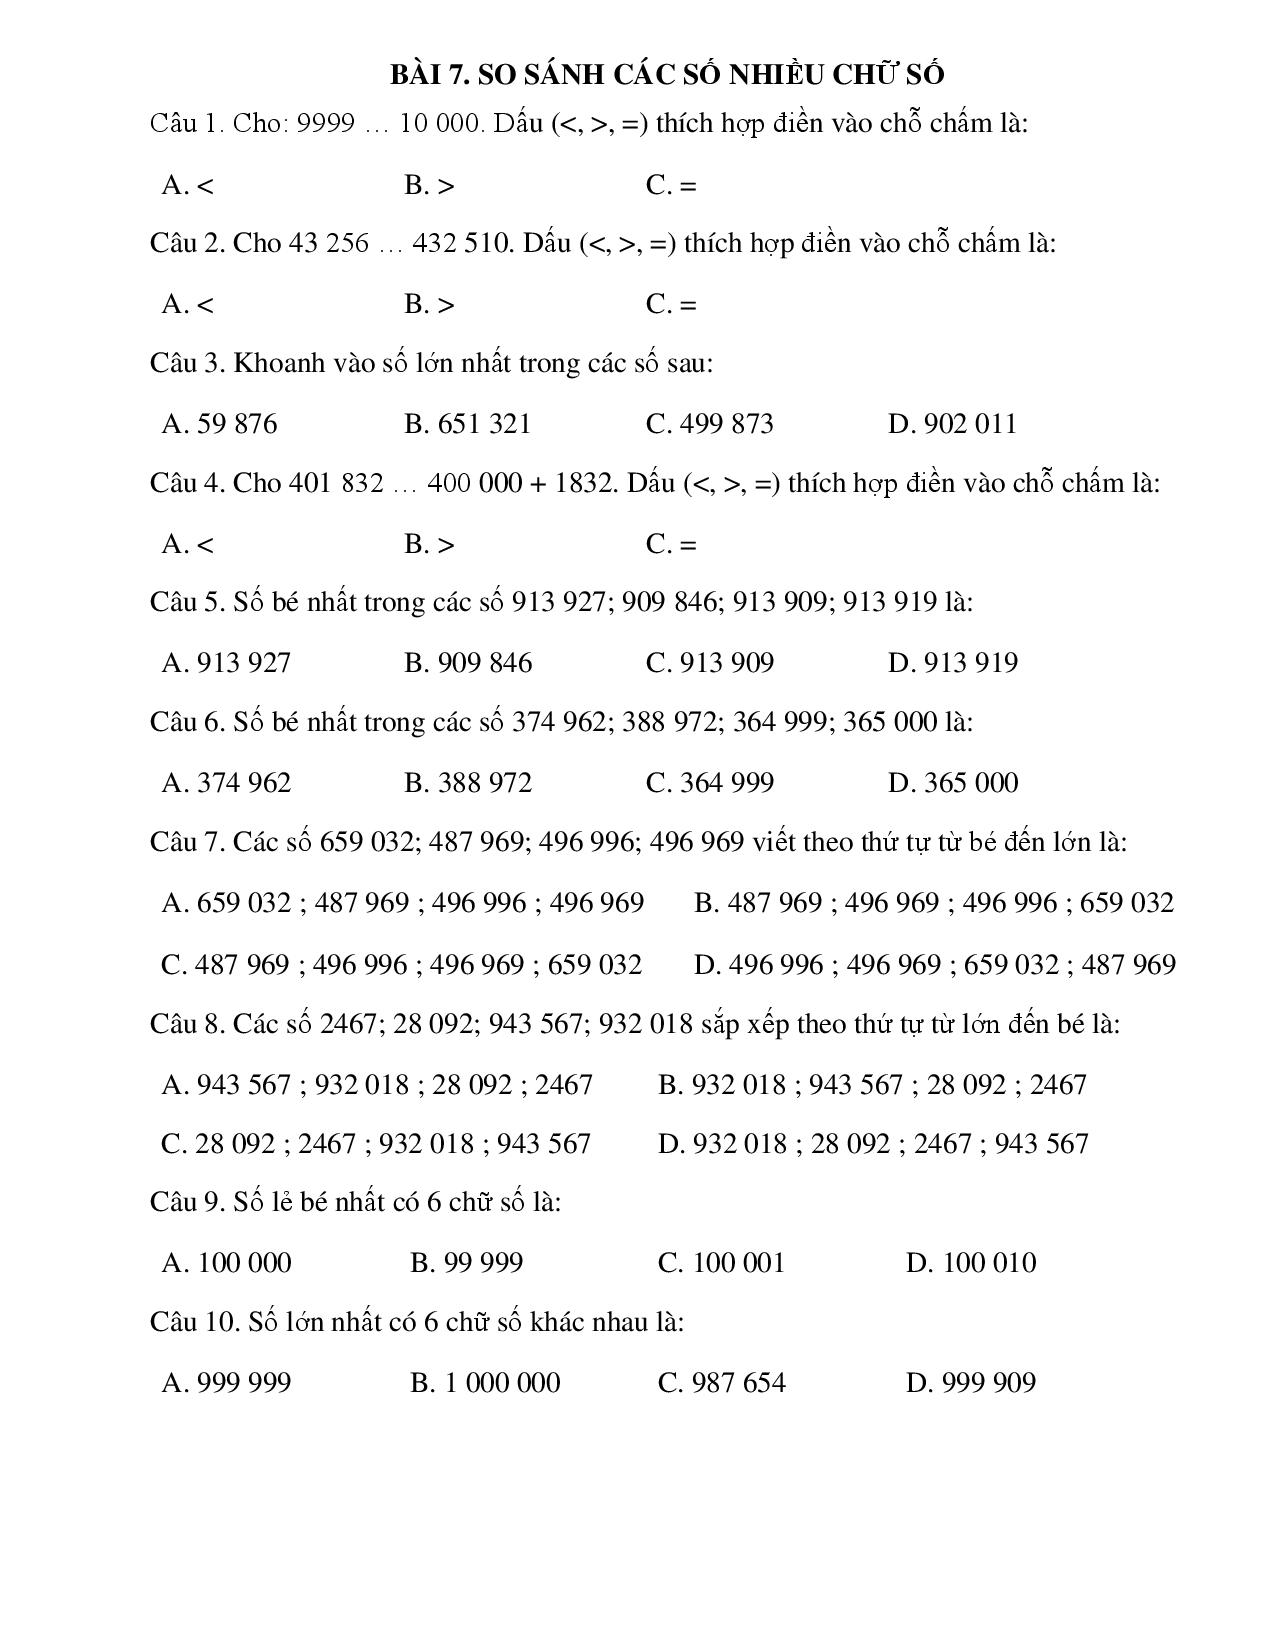 BÀI 7. SO SÁNH CÁC SỐ NHIỀU CHỮ SỐ
Câu 1. Cho: 9999 … 10 000. Dấu (<, >, =) thích hợp điền vào chỗ chấm là:
A. < B. > C. =
Câu 2. Cho 43 256 … 432 510. Dấu (<, >, =) thích hợp điền vào chỗ chấm là:
A. < B. > C. =
Câu 3. Khoanh vào số lớn nhất trong các số sau:
A. 59 876 B. 651 321 C. 499 873 D. 902 011
Câu 4. Cho 401 832 … 400 000 + 1832. Dấu (<, >, =) thích hợp điền vào chỗ chấm là:
A. < B. > C. =
Câu 5. Số bé nhất trong các số 913 927; 909 846; 913 909; 913 919 là:
A. 913 927 B. 909 846 C. 913 909 D. 913 919
Câu 6. Số bé nhất trong các số 374 962; 388 972; 364 999; 365 000 là:
A. 374 962 B. 388 972 C. 364 999 D. 365 000
Câu 7. Các số 659 032; 487 969; 496 996; 496 969 viết theo thứ tự từ bé đến lớn là:
A. 659 032 ; 487 969 ; 496 996 ; 496 969 B. 487 969 ; 496 969 ; 496 996 ; 659 032
C. 487 969 ; 496 996 ; 496 969 ; 659 032 D. 496 996 ; 496 969 ; 659 032 ; 487 969
Câu 8. Các số 2467; 28 092; 943 567; 932 018 sắp xếp theo thứ tự từ lớn đến bé là:
A. 943 567 ; 932 018 ; 28 092 ; 2467 B. 932 018 ; 943 567 ; 28 092 ; 2467
C. 28 092 ; 2467 ; 932 018 ; 943 567 D. 932 018 ; 28 092 ; 2467 ; 943 567
Câu 9. Số lẻ bé nhất có 6 chữ số là:
A. 100 000 B. 99 999 C. 100 001 D. 100 010
Câu 10. Số lớn nhất có 6 chữ số khác nhau là:
A. 999 999 B. 1 000 000 C. 987 654 D. 999 909